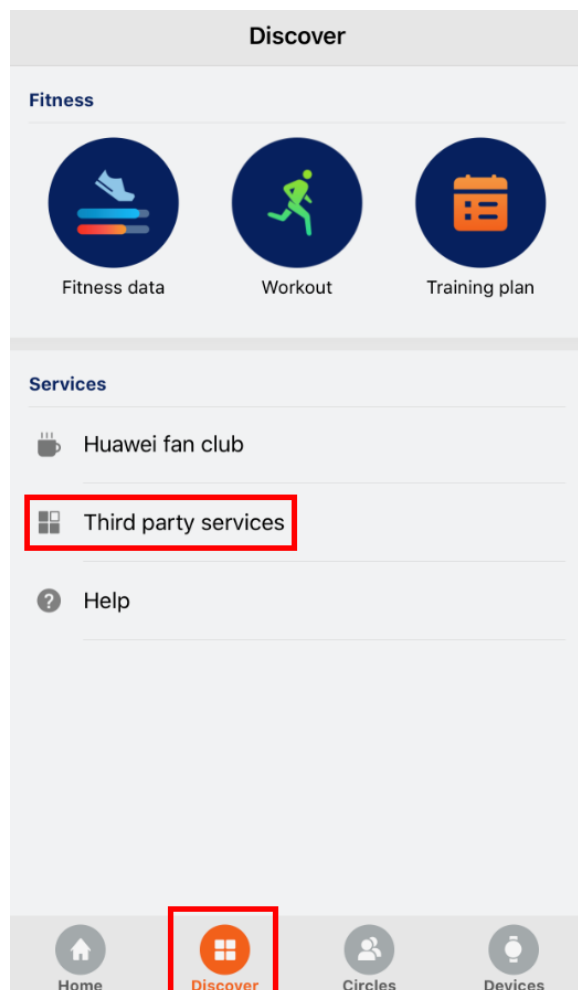 Discover
Fitness
Fitness data Workout Training plan
Services
Huawei fan club
Third party services
? Help
Home Discover Circles Devices